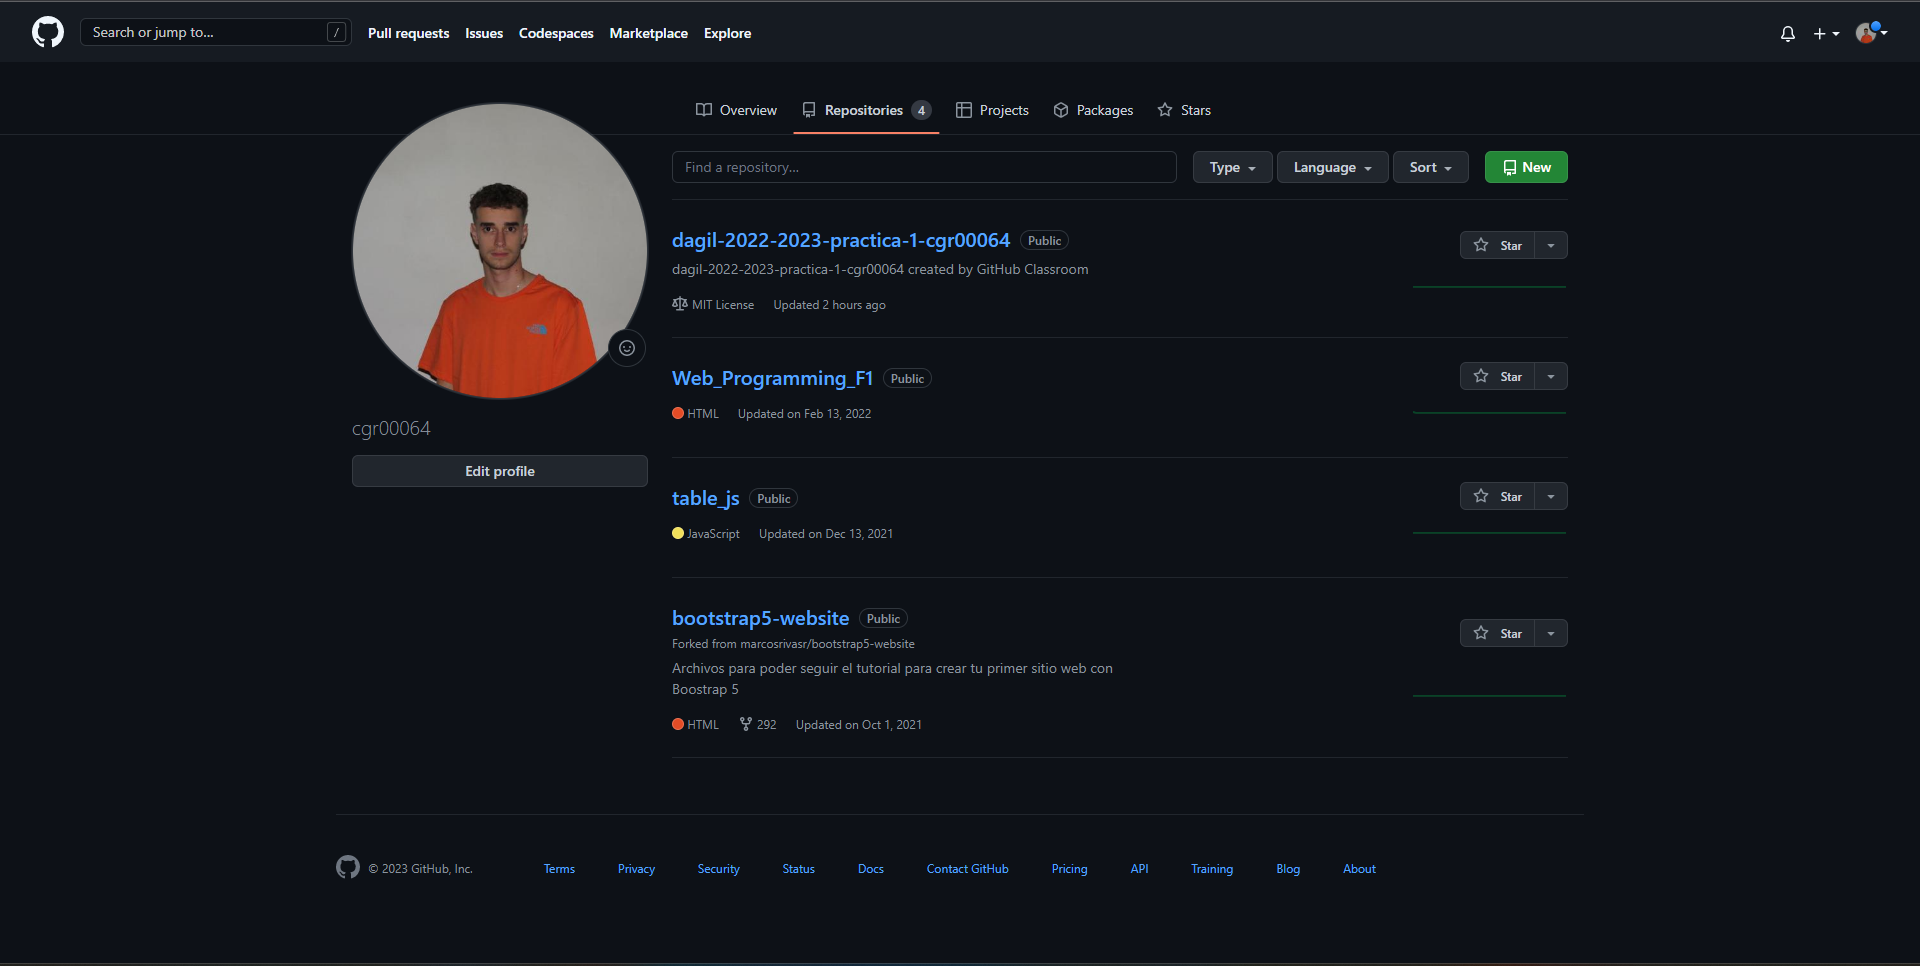 Search or jump to... /
Pull requests Issues Codespaces Marketplace Explore
Overview Repositories 4 Projects Packages Stars
Find a repository... Type Language Sort New
dagil-2022-2023-practica-1-cgr00064 Public
Star
dagil-2022-2023-practica-1-cgr00064 created by GitHub Classroom
MIT License Updated 2 hours ago
Web_Programming_F1 Public
Star
HTML Updated on Feb 13, 2022
cgr00064
Edit profile
table_js Public
Star
JavaScript Updated on Dec 13, 2021
bootstrap5-website Public
Star
Forked from marcosrivasr/bootstrap5-website
Archivos para poder seguir el tutorial para crear tu primer sitio web con
Boostrap 5
HTML 292 Updated on Oct 1, 2021
© 2023 GitHub, Inc. Terms Privacy Security Status Docs Contact GitHub Pricing API Training Blog About